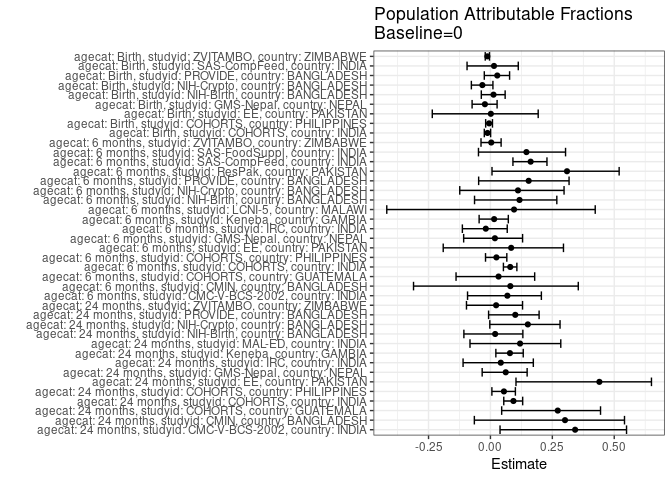 Population Attributable Fractions
Baseline=0
agecat: Birth, studyid: ZVITAMBO, country: ZIMBABWE
agecat: Birth, studyid: SAS-CompFeed, country: INDIA
agecat: Birth, studyid: PROVIDE, country: BANGLADESH
agecat: Birth, studyid: NIH-Crypto, country: BANGLADESH
agecat: Birth, studyid: NIH-Birth, country: BANGLADESH
agecat: Birth, studyid: GMS-Nepal, country: NEPAL
agecat: Birth, studyid: EE, country: PAKISTAN
agecat: Birth, studyid: COHORTS, country: PHILIPPINES
agecat: Birth, studyid: COHORTS, country: INDIA
agecat: 6 months, studyid: ZVITAMBO, country: ZIMBABWE
agecat: 6 months, studyid: SAS-FoodSuppl, country: INDIA
agecat: 6 months, studyid: SAS-CompFeed, country: INDIA
agecat: 6 months, studyid: ResPak, country: PAKISTAN
agecat: 6 months, studyid: PROVIDE, country: BANGLADESH
agecat: 6 months, studyid: NIH-Crypto, country: BANGLADESH
agecat: 6 months, studyid: NIH-Birth, country: BANGLADESH
agecat: 6 months, studyid: LCNI-5, country: MALAWI
agecat: 6 months, studyid: Keneba, country: GAMBIA
agecat: 6 months, studyid: IRC, country: INDIA
agecat: 6 months, studyid: GMS-Nepal, country: NEPAL
agecat: 6 months, studyid: EE, country: PAKISTAN
agecat: 6 months, studyid: COHORTS, country: PHILIPPINES
agecat: 6 months, studyid: COHORTS, country: INDIA
agecat: 6 months, studyid: COHORTS, country: GUATEMALA
agecat: 6 months, studyid: CMIN, country: BANGLADESH
agecat: 6 months, studyid: CMC-V-BCS-2002, country: INDIA
agecat: 24 months, studyid: ZVITAMBO, country: ZIMBABWE
agecat: 24 months, studyid: PROVIDE, country: BANGLADESH
agecat: 24 months, studyid: NIH-Crypto, country: BANGLADESH
agecat: 24 months, studyid: NIH-Birth, country: BANGLADESH
agecat: 24 months, studyid: MAL-ED, country: INDIA
agecat: 24 months, studyid: Keneba, country: GAMBIA
agecat: 24 months, studyid: IRC, country: INDIA
agecat: 24 months, studyid: GMS-Nepal, country: NEPAL
agecat: 24 months, studyid: EE, country: PAKISTAN
agecat: 24 months, studyid: COHORTS, country: PHILIPPINES
agecat: 24 months, studyid: COHORTS, country: INDIA
agecat: 24 months, studyid: COHORTS, country: GUATEMALA
agecat: 24 months, studyid: CMIN, country: BANGLADESH
agecat: 24 months, studyid: CMC-V-BCS-2002, country: INDIA
-0.25 0.00 0.25 0.50
Estimate